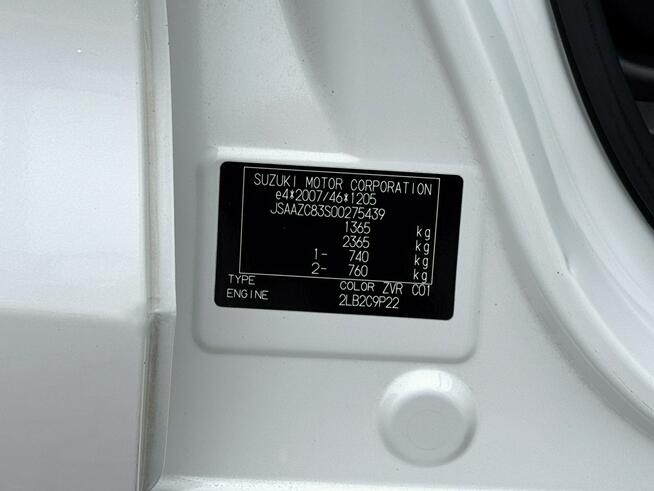 SUZUKI MOTOR CORPORATION
e4*2007/46*1205
JSAAZC83S00275439
1365 kg
2365 kg
1- 740 kg
2- 760 kg
TYPE COLOR ZVR C01
ENGINE 2LB2C9P22